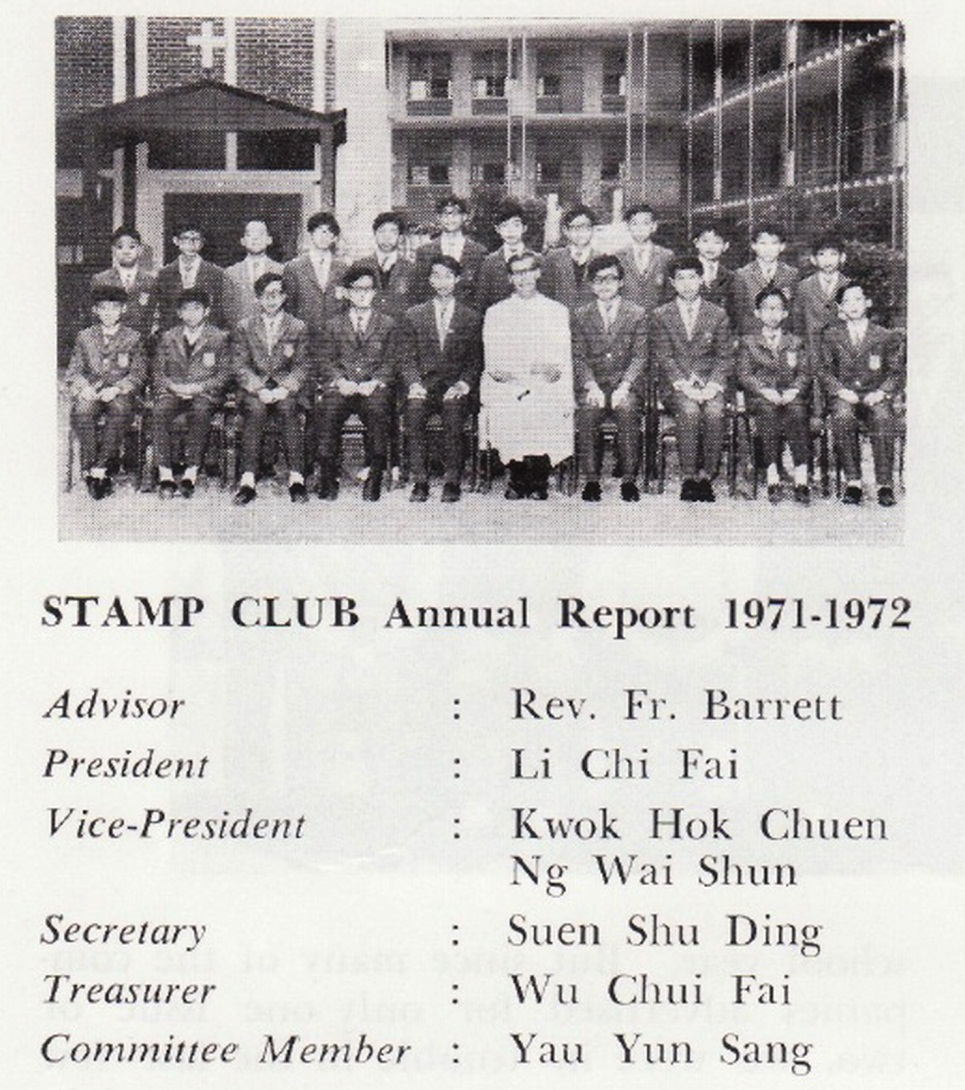 STAMP CLUB Annual Report 1971-1972
Advisor : Rev. Fr. Barrett
President : Li Chi Fai
Vice-President : Kwok Hok Chuen
Ng Wai Shun
Secretary : Suen Shu Ding
Treasurer : Wu Chui Fai
Committee Member : Yau Yun Sang